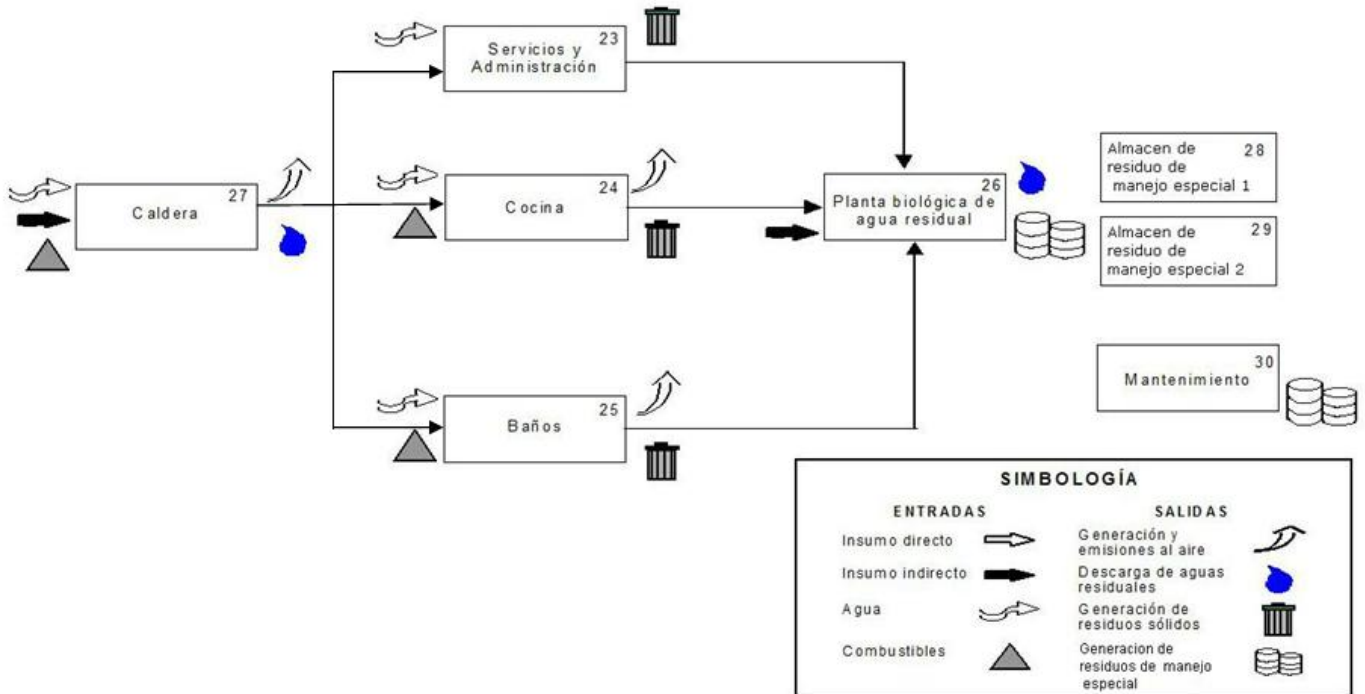 23
Servicios y
Administración
27
Caldera
24
Cocina
26
Planta biológica de
agua residual
25
Baños
Almacen de 28
residuo de
manejo especial 1
Almacen de 29
residuo de
manejo especial 2
30
Mantenimiento
SIMBOLOGÍA
ENTRADAS
Insumo directo
Insumo indirecto
Agua
Combustibles
SALIDAS
Generación y
emisiones al aire
Descarga de aguas
residuales
Generación de
residuos sólidos
Generacion de
residuos de manejo
especial